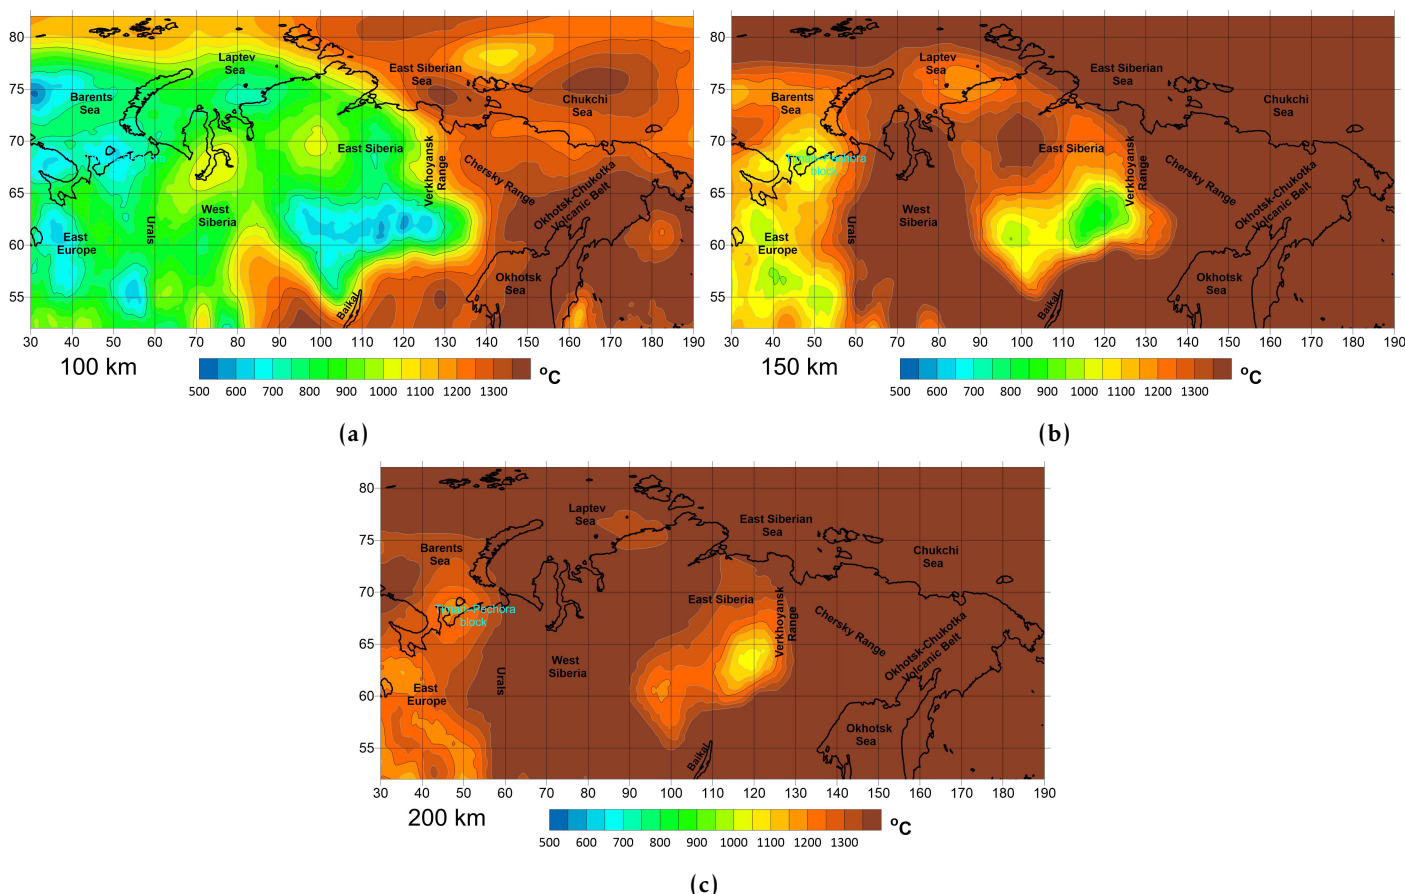 80
75
70
65
60
55
Laptev
Sea
East Siberian
Sea
Barents
Sea
Chukchi
Sea
East Siberia
Verkhoyansk
Range
Chersky Range
Okhotsk-Chukotka
Volcanic Belt
West
Siberia
Urals
East
Europe
Okhotsk
Sea
Baikal
30 40 50 60 70 80 90 100 110 120 130 140 150 160 170 180 190
100 km
500 600 700 800 900 1000 1100 1200 1300
°C
(a)
80
75
70
65
60
55
Laptev
Sea
East Siberian
Sea
Barents
Sea
Chukchi
Sea
Timan-Pechora
block
East Siberia
Verkhoyansk
Range
Chersky Range
Okhotsk-Chukotka
Volcanic Belt
West
Siberia
Urals
East
Europe
Okhotsk
Sea
Baikal
30 40 50 60 70 80 90 100 110 120 130 140 150 160 170 180 190
150 km
500 600 700 800 900 1000 1100 1200 1300
°C
(b)
80
75
70
65
60
55
Laptev
Sea
East Siberian
Sea
Barents
Sea
Chukchi
Sea
Timan-Pechora
block
East Siberia
Verkhoyansk
Range
Chersky Range
Okhotsk-Chukotka
Volcanic Belt
West
Siberia
Urals
East
Europe
Okhotsk
Sea
Baikal
30 40 50 60 70 80 90 100 110 120 130 140 150 160 170 180 190
200 km
500 600 700 800 900 1000 1100 1200 1300
°C
(c)